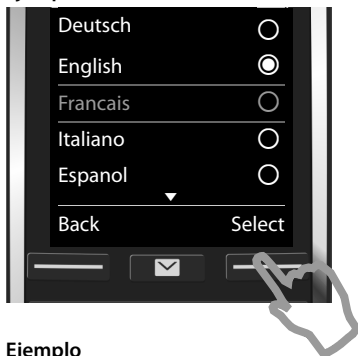 Deutsch
English
Francais
Italiano
Espanol
Back Select
Ejemplo